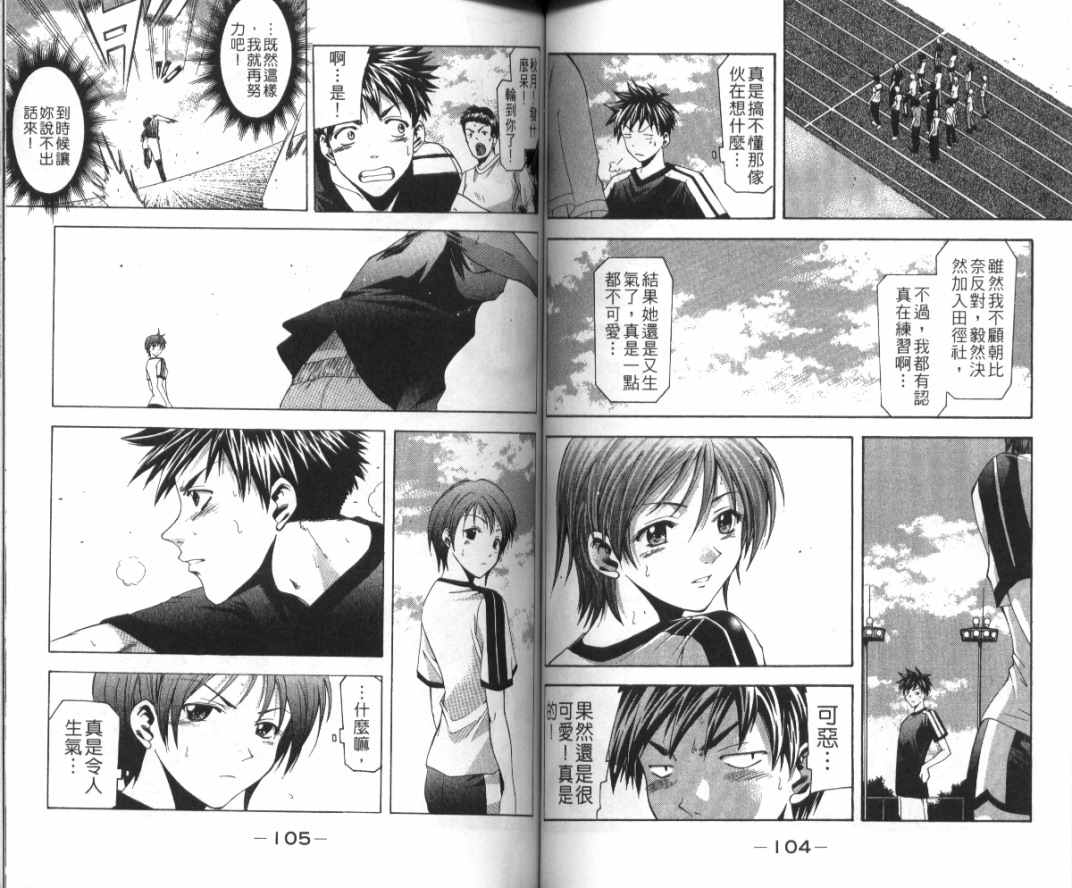 真是搞不懂那傢
伙在想什麼…
雖然我不顧朝比
奈反對，毅然決
然加入田徑社，
不過，我都有認
真在練習啊…
結果她還是又生
氣了，真是一點
都不可愛…
可惡…
果然還是很
可愛！真是
的！
—104—
秋月！發什
麼呆！
輪到你了！
啊…是！
…既然這樣
，我就再努
力吧！
到時候讓
妳說不出
話來！
…什麼嘛，
真是令人
生氣…
—105—